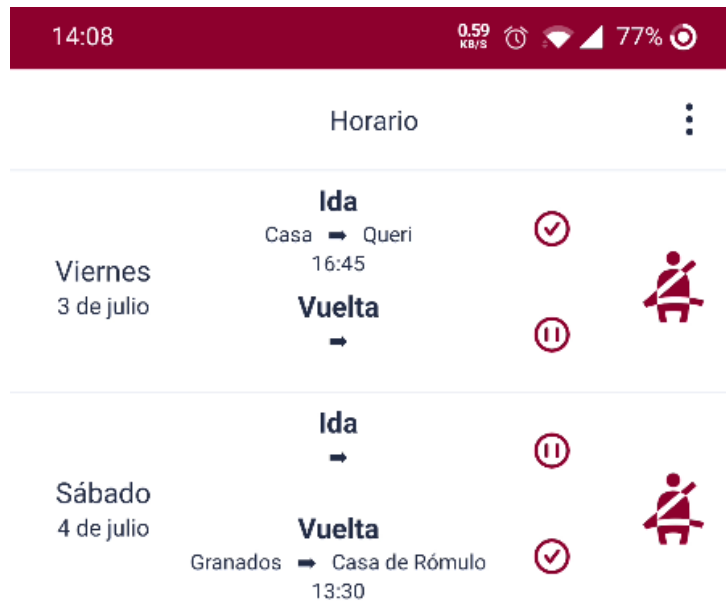 14:08 0.59 KB/S 77%
Horario
Ida
Casa ➡ Queri
16:45
Viernes
3 de julio
Vuelta
➡
Ida
➡
Sábado
4 de julio
Vuelta
Granados ➡ Casa de Rómulo
13:30